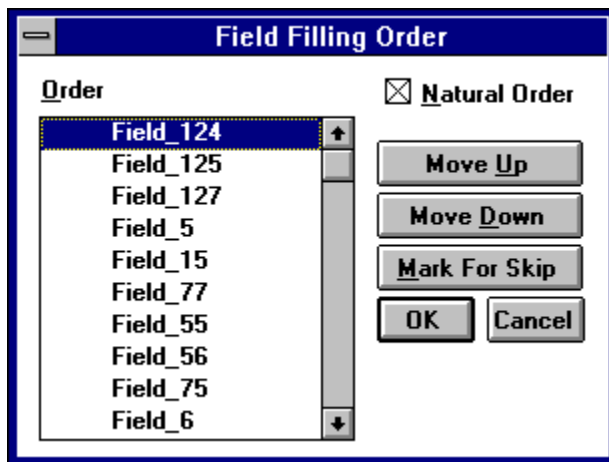 Field Filling Order
Order
Natural Order
Field_124
Field_125
Field_127
Field_5
Field_15
Field_77
Field_55
Field_56
Field_75
Field_6
Move Up
Move Down
Mark For Skip
OK
Cancel